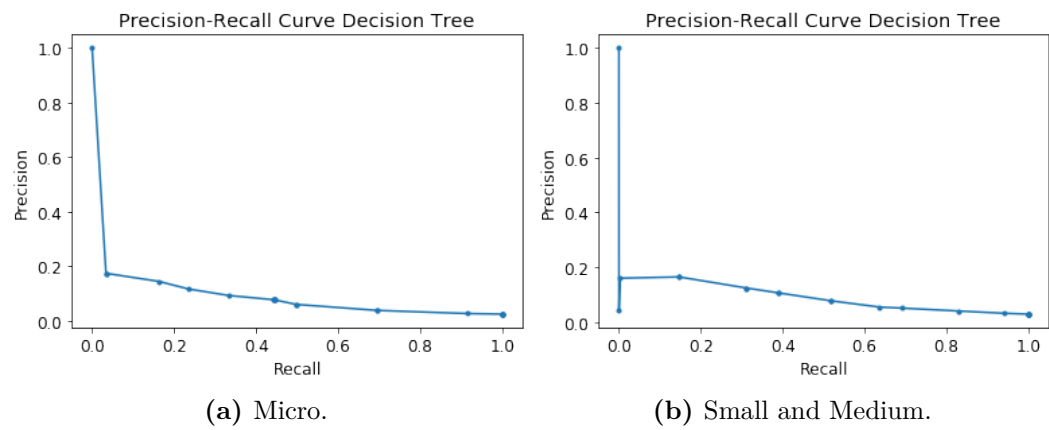 Precision-Recall Curve Decision Tree
1.0
0.8
0.6
0.4
0.2
0.0
Precision
0.0 0.2 0.4 0.6 0.8 1.0
Recall
(a) Micro.
Precision-Recall Curve Decision Tree
1.0
0.8
0.6
0.4
0.2
0.0
Precision
0.0 0.2 0.4 0.6 0.8 1.0
Recall
(b) Small and Medium.